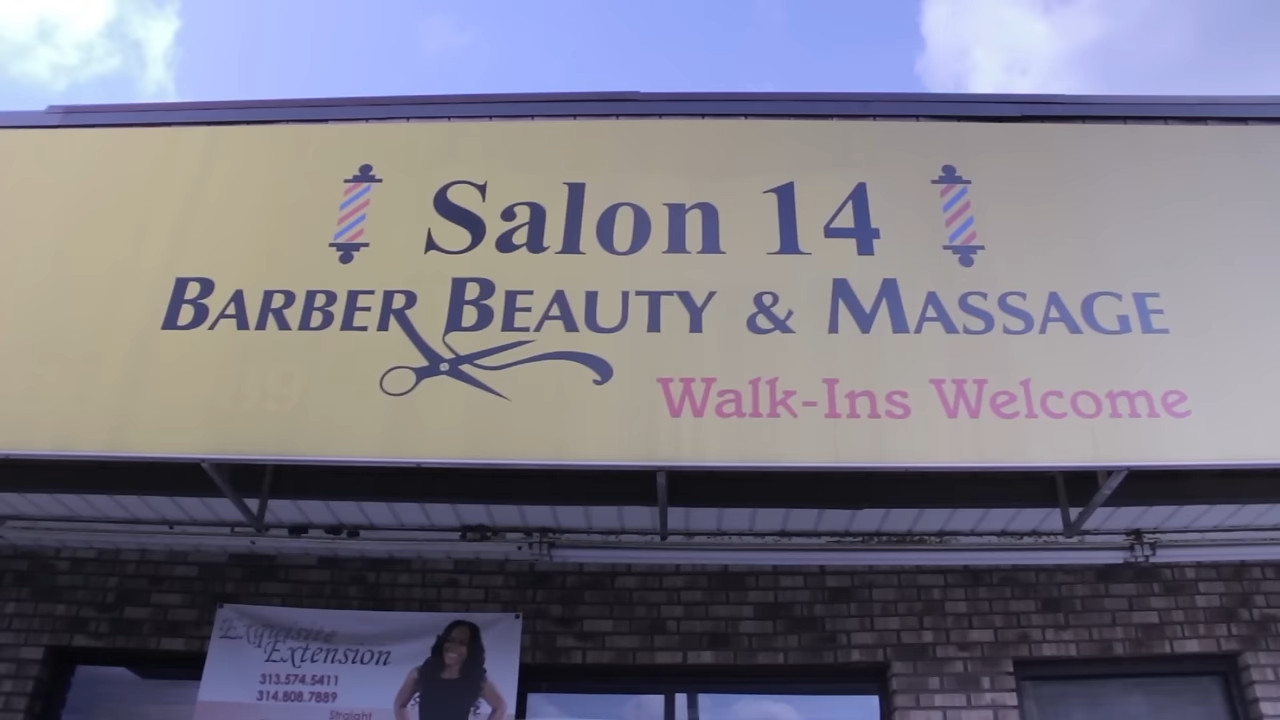 Salon 14
BARBER BEAUTY & MASSAGE
Walk-Ins Welcome
Exquisite
Extension
313.574.5411
314.808.7889
Straight